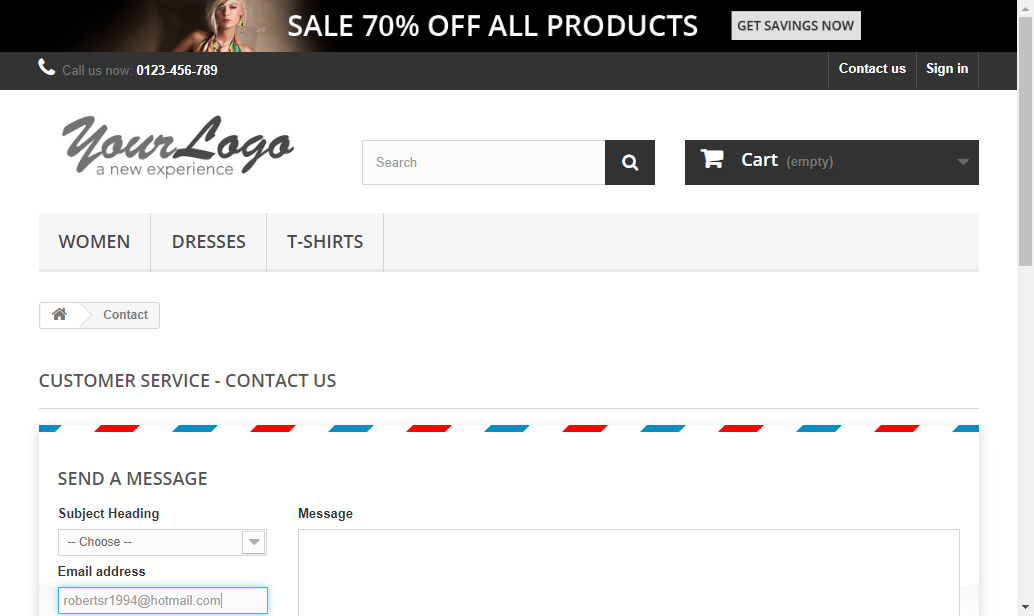 SALE 70% OFF ALL PRODUCTS GET SAVINGS NOW
Call us now: 0123-456-789 Contact us Sign in
YourLogo
a new experience
Search
Cart (empty)
WOMEN DRESSES T-SHIRTS
Contact
CUSTOMER SERVICE - CONTACT US
SEND A MESSAGE
Subject Heading
-- Choose --
Email address
robertsr1994@hotmail.com
Message